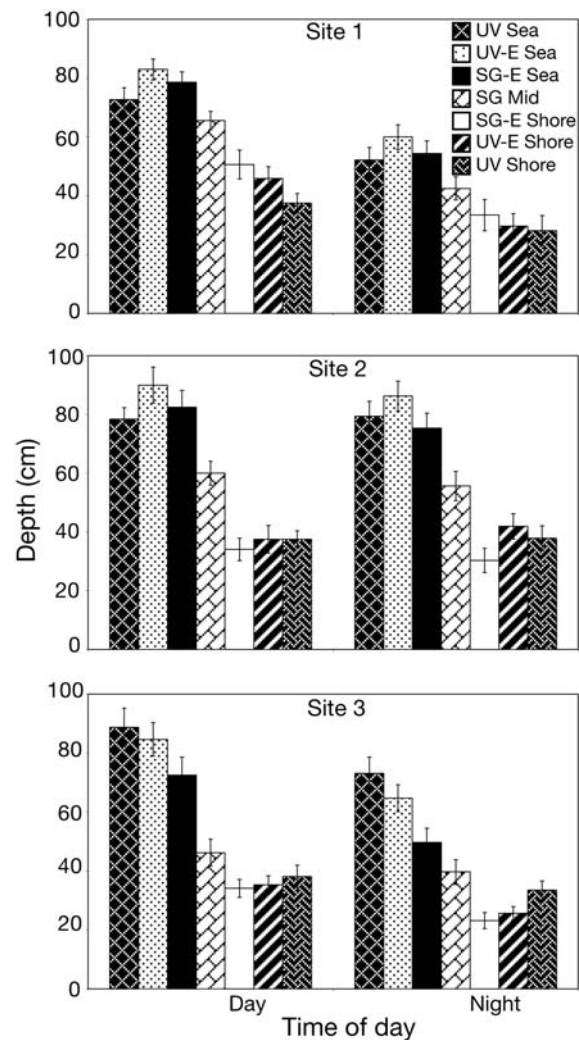 Site 1
UV Sea
UV-E Sea
SG-E Sea
SG Mid
SG-E Shore
UV-E Shore
UV Shore
100
80
60
40
20
0
Site 2
100
80
60
40
20
0
Depth (cm)
Site 3
100
80
60
40
20
0
Day Night
Time of day